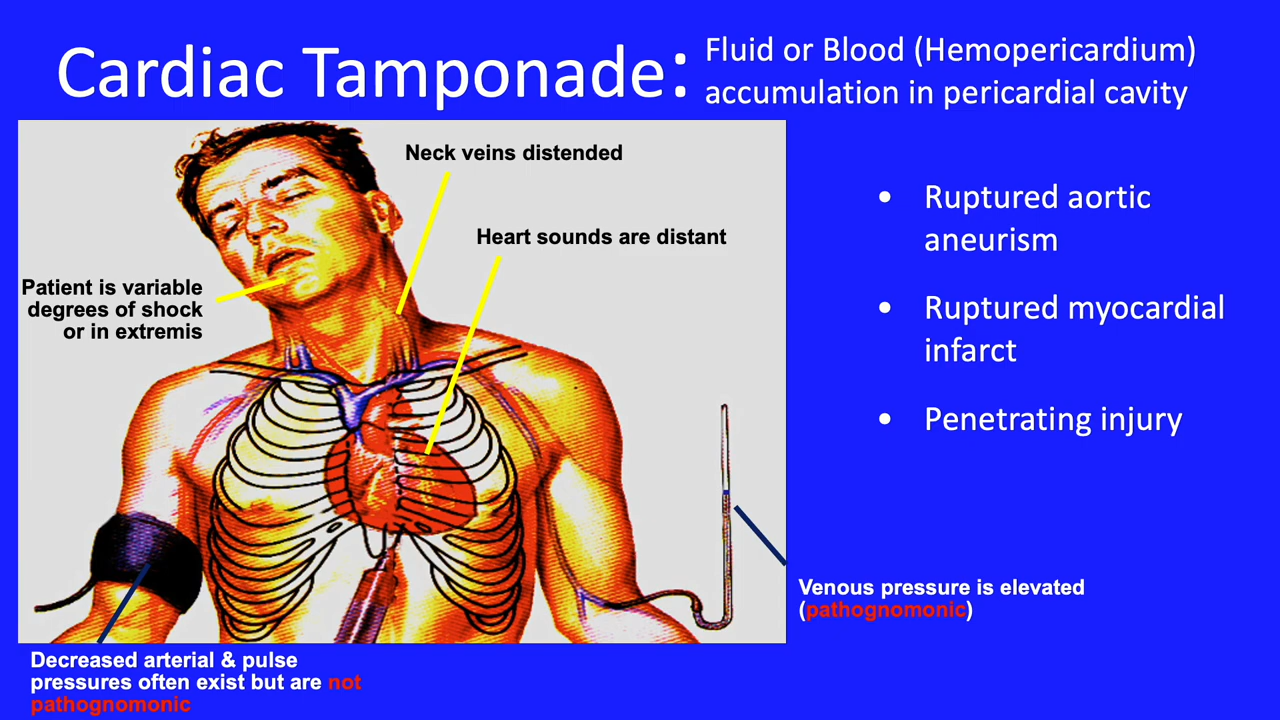 Cardiac Tamponade:
Fluid or Blood (Hemopericardium)
accumulation in pericardial cavity
Neck veins distended
Heart sounds are distant
Patient is variable
degrees of shock
or in extremis
• Ruptured aortic
aneurism
• Ruptured myocardial
infarct
• Penetrating injury
Venous pressure is elevated
(pathognomonic)
Decreased arterial & pulse
pressures often exist but are not
pathognomonic